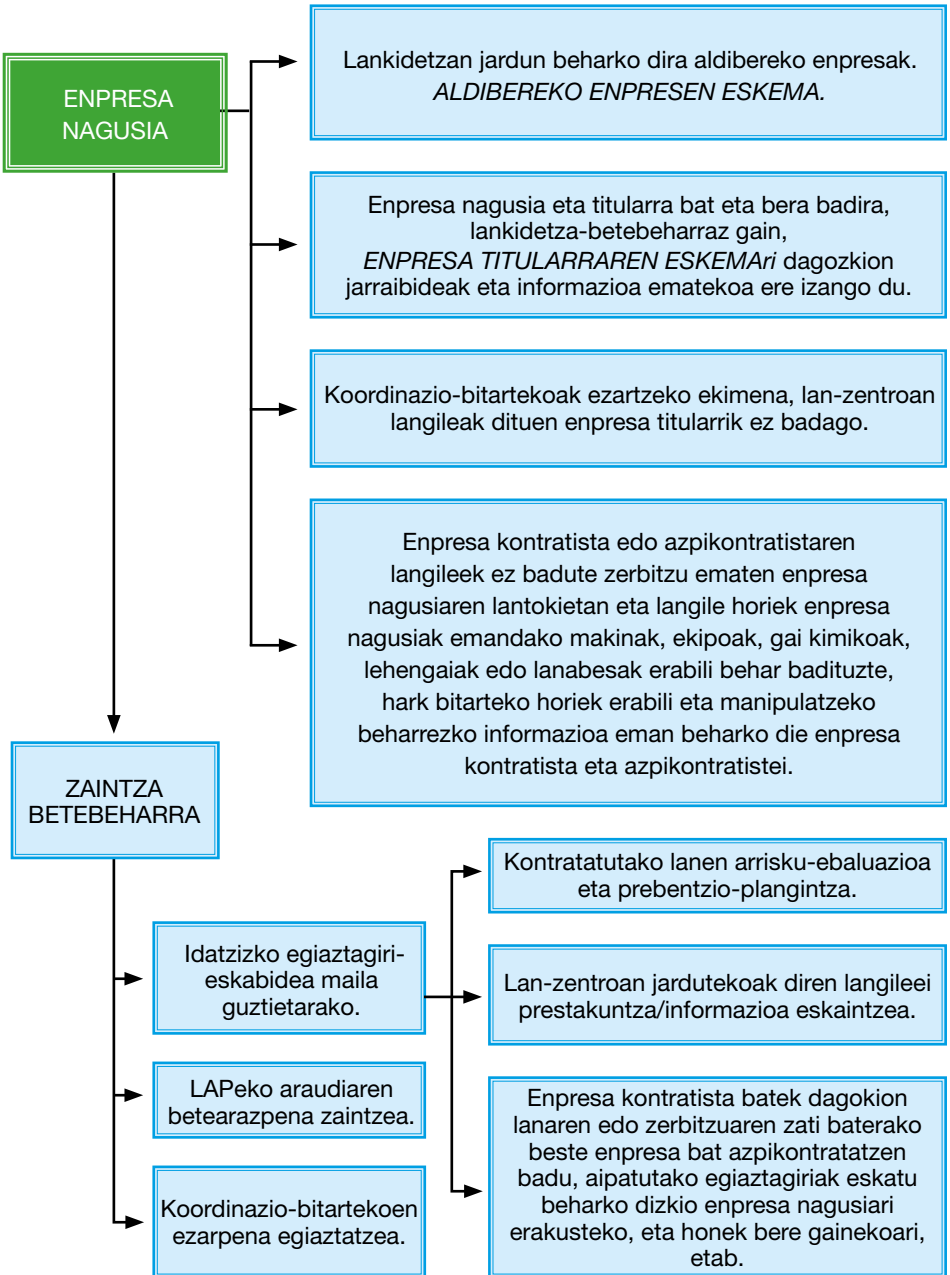 ENPRESA
NAGUSIA
Lankidetzan jardun beharko dira aldibereko enpresak.
ALDIBEREKO ENPRESEN ESKEMA.
Enpresa nagusia eta titularra bat eta bera badira,
lankidetza-betebeharraz gain,
ENPRESA TITULARRAREN ESKEMAri dagozkion
jarraibideak eta informazioa ematekoa ere izango du.
Koordinazio-bitartekoak ezartzeko ekimena, lan-zentroan
langileak dituen enpresa titularrik ez badago.
Enpresa kontratista edo azpikontratistaren
langileek ez badute zerbitzu ematen enpresa
nagusiaren lantokietan eta langile horiek enpresa
nagusiak emandako makinak, ekipoak, gai kimikoak,
lehengaiak edo lanabesak erabili behar badituzte,
hark bitarteko horiek erabili eta manipulatzeko
beharrezko informazioa eman beharko die enpresa
kontratista eta azpikontratistei.
ZAINTZA
BETEBEHARRA
Idatzizko egiaztagiri-
eskabidea maila
guztietarako.
Kontratatutako lanen arrisku-ebaluazioa
eta prebentzio-plangintza.
Lan-zentroan jardutekoak diren langileei
prestakuntza/informazioa eskaintzea.
Enpresa kontratista batek dagokion
lanaren edo zerbitzuaren zati baterako
beste enpresa bat azpikontratatzen
badu, aipatutako egiaztagiriak eskatu
beharko dizkio enpresa nagusiari
erakusteko, eta honek bere gainekoari,
etab.
LAPeko araudiaren
betearazpena zaintzea.
Koordinazio-bitartekoen
ezarpena egiaztatzea.